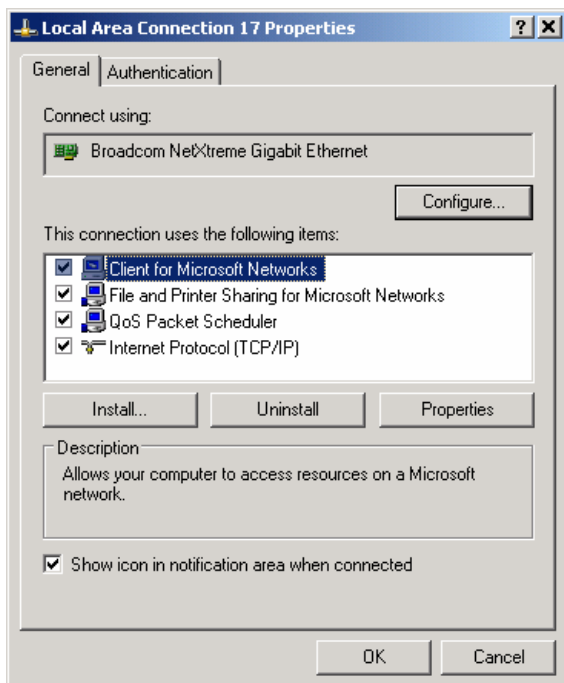 Local Area Connection 17 Properties
General
Authentication
Connect using:
Broadcom NetXtreme Gigabit Ethernet
Configure...
This connection uses the following items:
Client for Microsoft Networks
File and Printer Sharing for Microsoft Networks
QoS Packet Scheduler
Internet Protocol (TCP/IP)
Install...
Uninstall
Properties
Description
Allows your computer to access resources on a Microsoft
network.
Show icon in notification area when connected
OK
Cancel